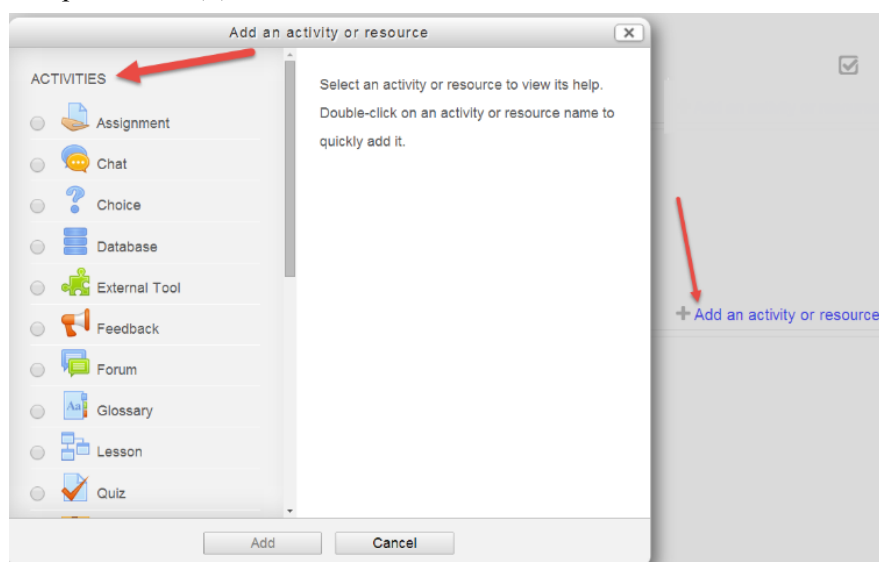 Add an activity or resource
ACTIVITIES
Assignment
Chat
Choice
Database
External Tool
Feedback
Forum
Glossary
Lesson
Quiz
Select an activity or resource to view its help.
Double-click on an activity or resource name to
quickly add it.
Add
Cancel
Add an activity or resource